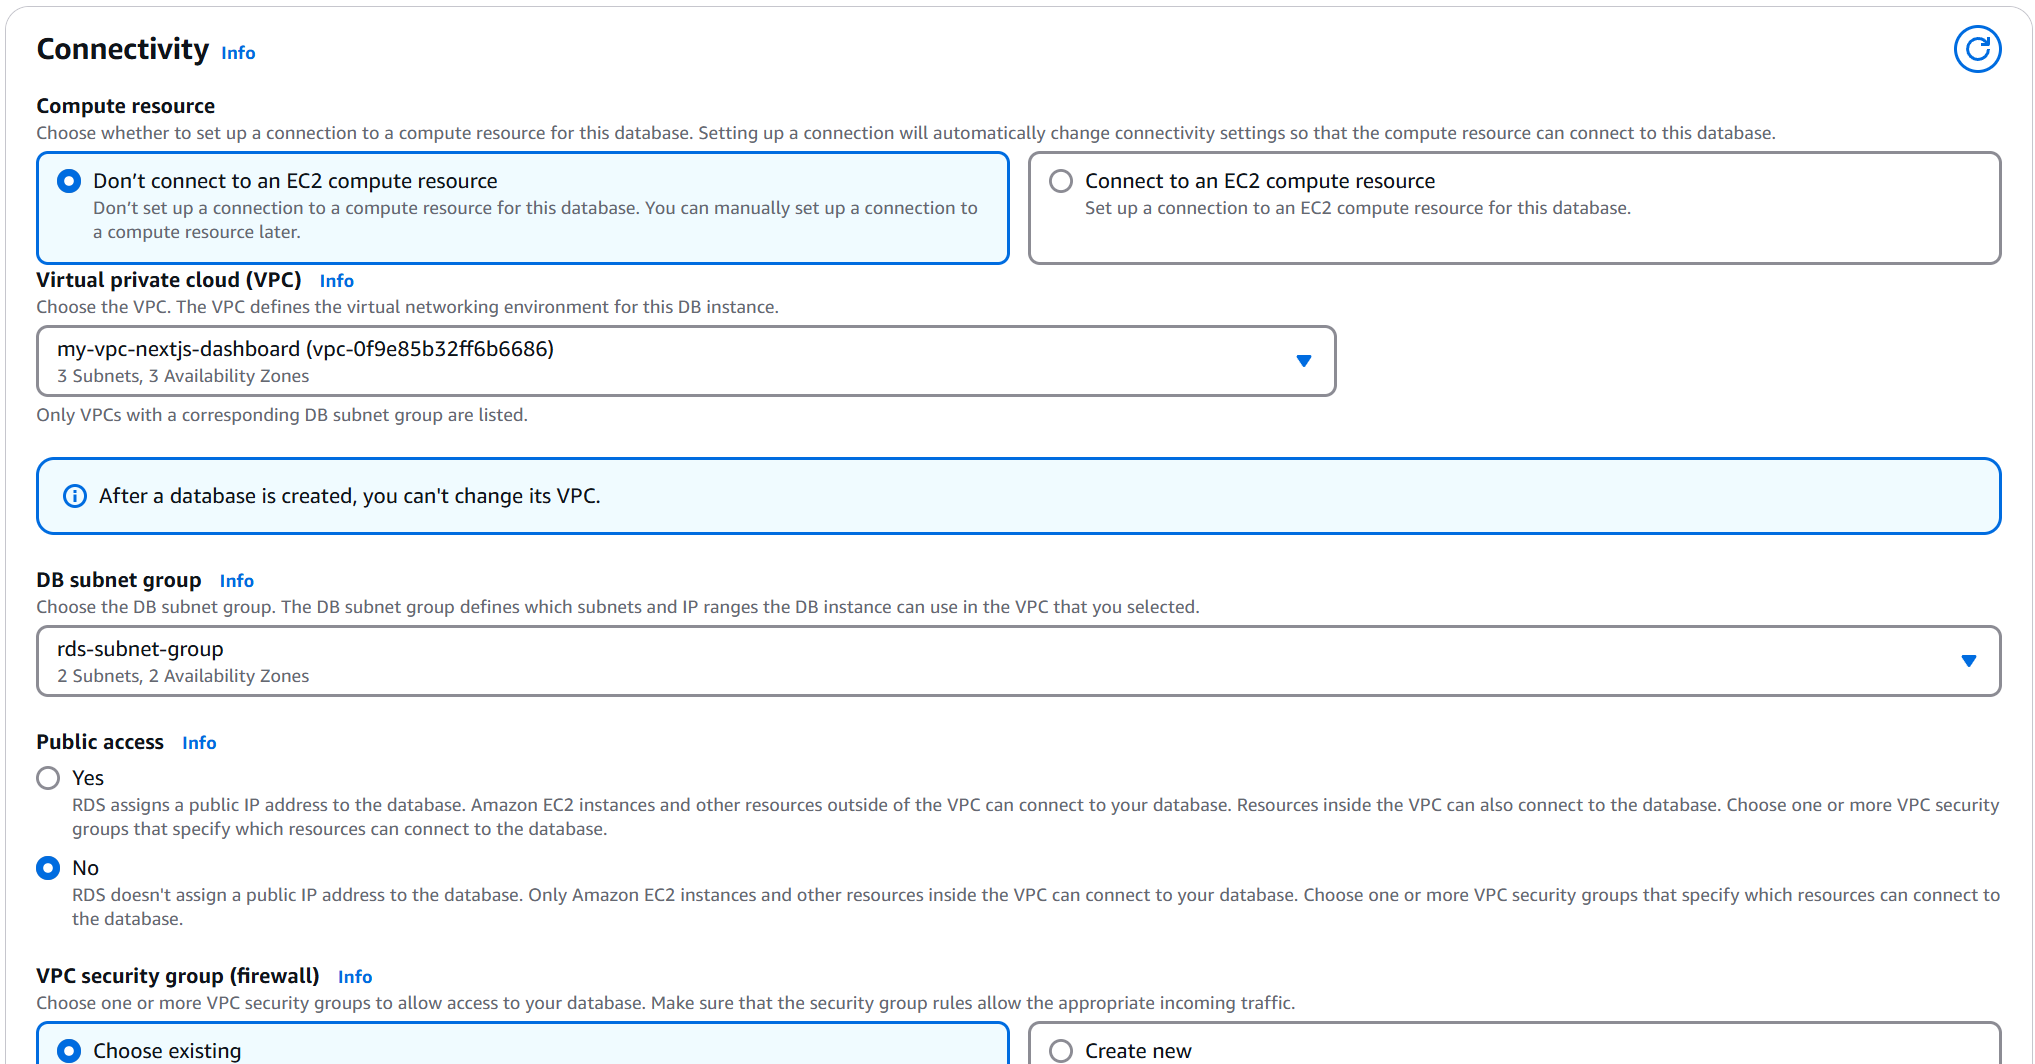 Connectivity Info
Compute resource
Choose whether to set up a connection to a compute resource for this database. Setting up a connection will automatically change connectivity settings so that the compute resource can connect to this database.
Don’t connect to an EC2 compute resource
Don’t set up a connection to a compute resource for this database. You can manually set up a connection to
a compute resource later.
Connect to an EC2 compute resource
Set up a connection to an EC2 compute resource for this database.
Virtual private cloud (VPC) Info
Choose the VPC. The VPC defines the virtual networking environment for this DB instance.
my-vpc-nextjs-dashboard (vpc-0f9e85b32ff6b6686)
3 Subnets, 3 Availability Zones
Only VPCs with a corresponding DB subnet group are listed.
After a database is created, you can't change its VPC.
DB subnet group Info
Choose the DB subnet group. The DB subnet group defines which subnets and IP ranges the DB instance can use in the VPC that you selected.
rds-subnet-group
2 Subnets, 2 Availability Zones
Public access Info
Yes
RDS assigns a public IP address to the database. Amazon EC2 instances and other resources outside of the VPC can connect to your database. Resources inside the VPC can also connect to the database. Choose one or more VPC security
groups that specify which resources can connect to the database.
No
RDS doesn't assign a public IP address to the database. Only Amazon EC2 instances and other resources inside the VPC can connect to your database. Choose one or more VPC security groups that specify which resources can connect to
the database.
VPC security group (firewall) Info
Choose one or more VPC security groups to allow access to your database. Make sure that the security group rules allow the appropriate incoming traffic.
Choose existing
Create new